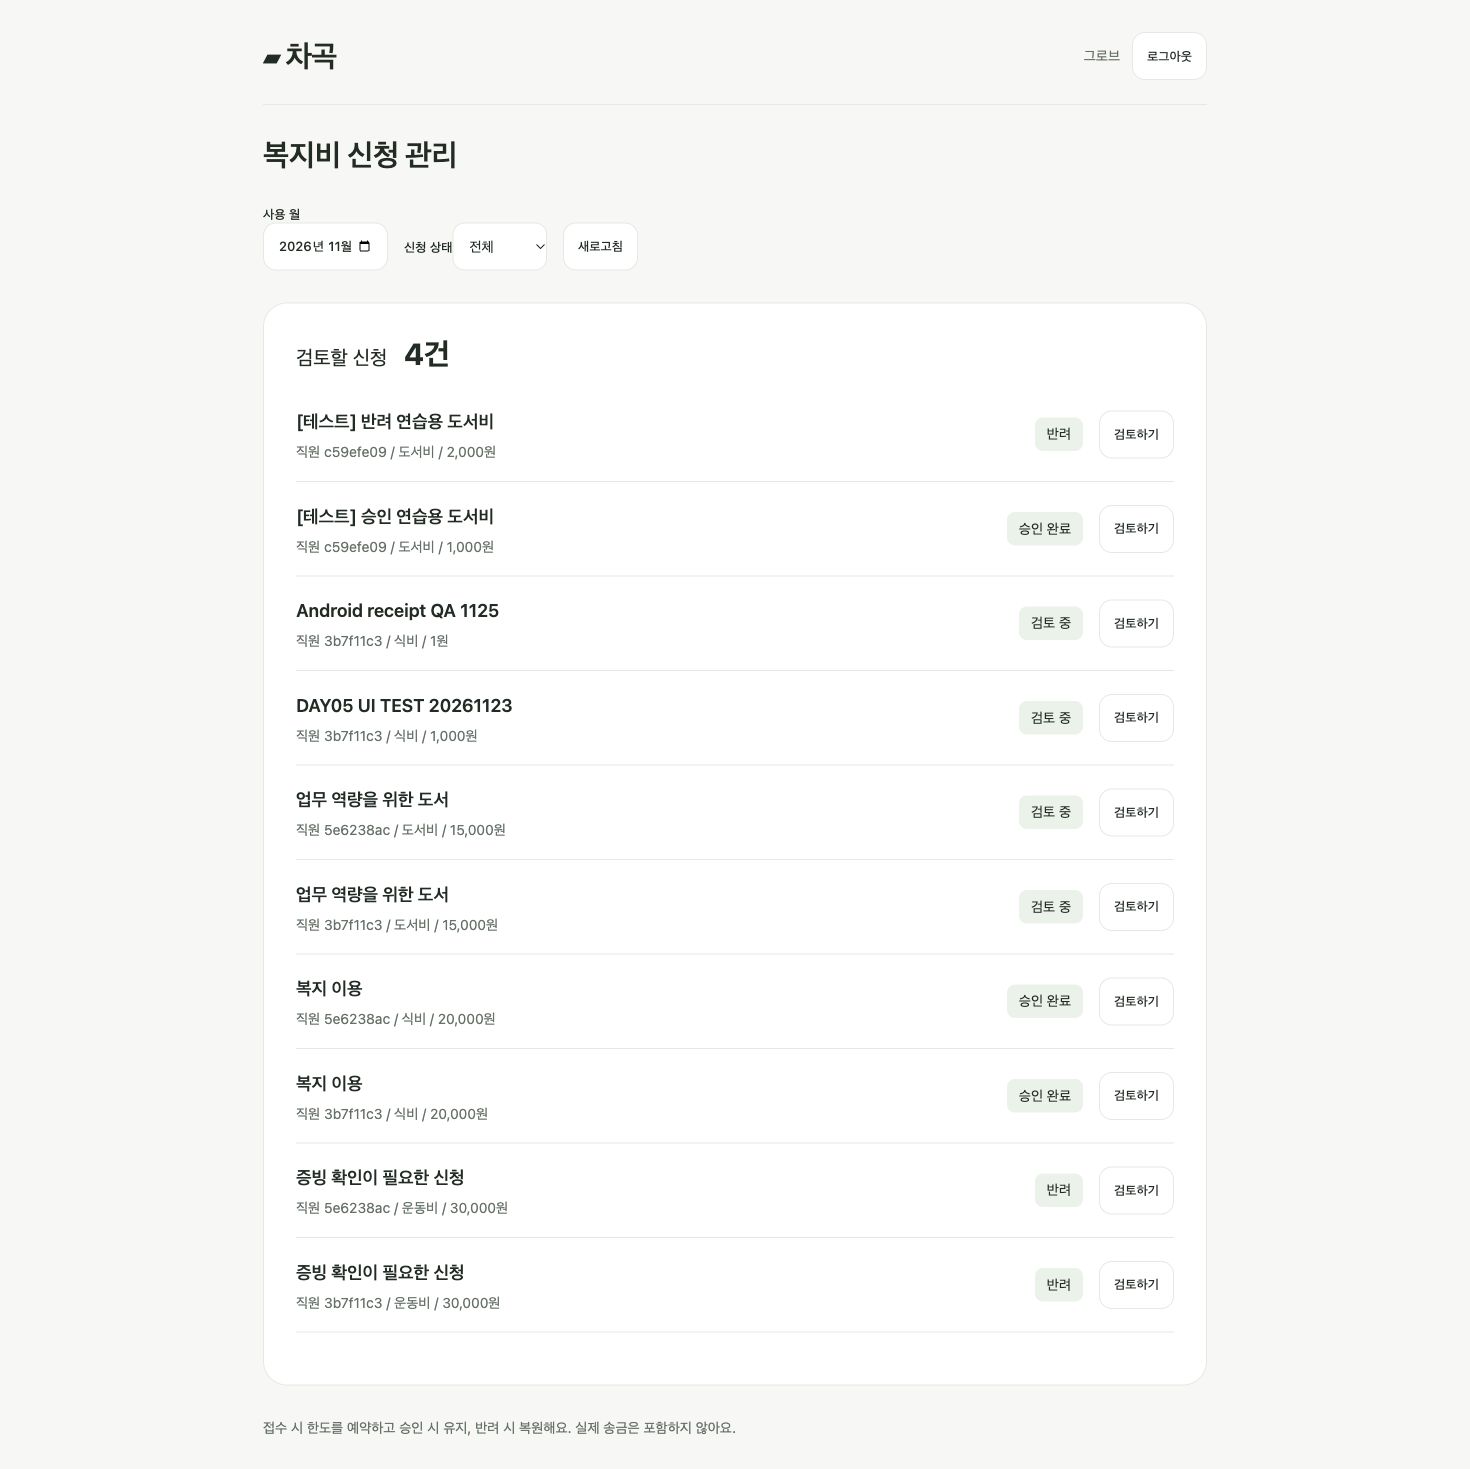 차곡
그로브
로그아웃
복지비 신청 관리
사용 월
2026년 11월
신청 상태
전체
새로고침
검토할 신청 4건
[테스트] 반려 연습용 도서비
직원 c59efe09 / 도서비 / 2,000원
반려
검토하기
[테스트] 승인 연습용 도서비
직원 c59efe09 / 도서비 / 1,000원
승인 완료
검토하기
Android receipt QA 1125
직원 3b7f11c3 / 식비 / 1원
검토 중
검토하기
DAY05 UI TEST 20261123
직원 3b7f11c3 / 식비 / 1,000원
검토 중
검토하기
업무 역량을 위한 도서
직원 5e6238ac / 도서비 / 15,000원
검토 중
검토하기
업무 역량을 위한 도서
직원 3b7f11c3 / 도서비 / 15,000원
검토 중
검토하기
복지 이용
직원 5e6238ac / 식비 / 20,000원
승인 완료
검토하기
복지 이용
직원 3b7f11c3 / 식비 / 20,000원
승인 완료
검토하기
증빙 확인이 필요한 신청
직원 5e6238ac / 운동비 / 30,000원
반려
검토하기
증빙 확인이 필요한 신청
직원 3b7f11c3 / 운동비 / 30,000원
반려
검토하기
접수 시 한도를 예약하고 승인 시 유지, 반려 시 복원해요. 실제 송금은 포함하지 않아요.